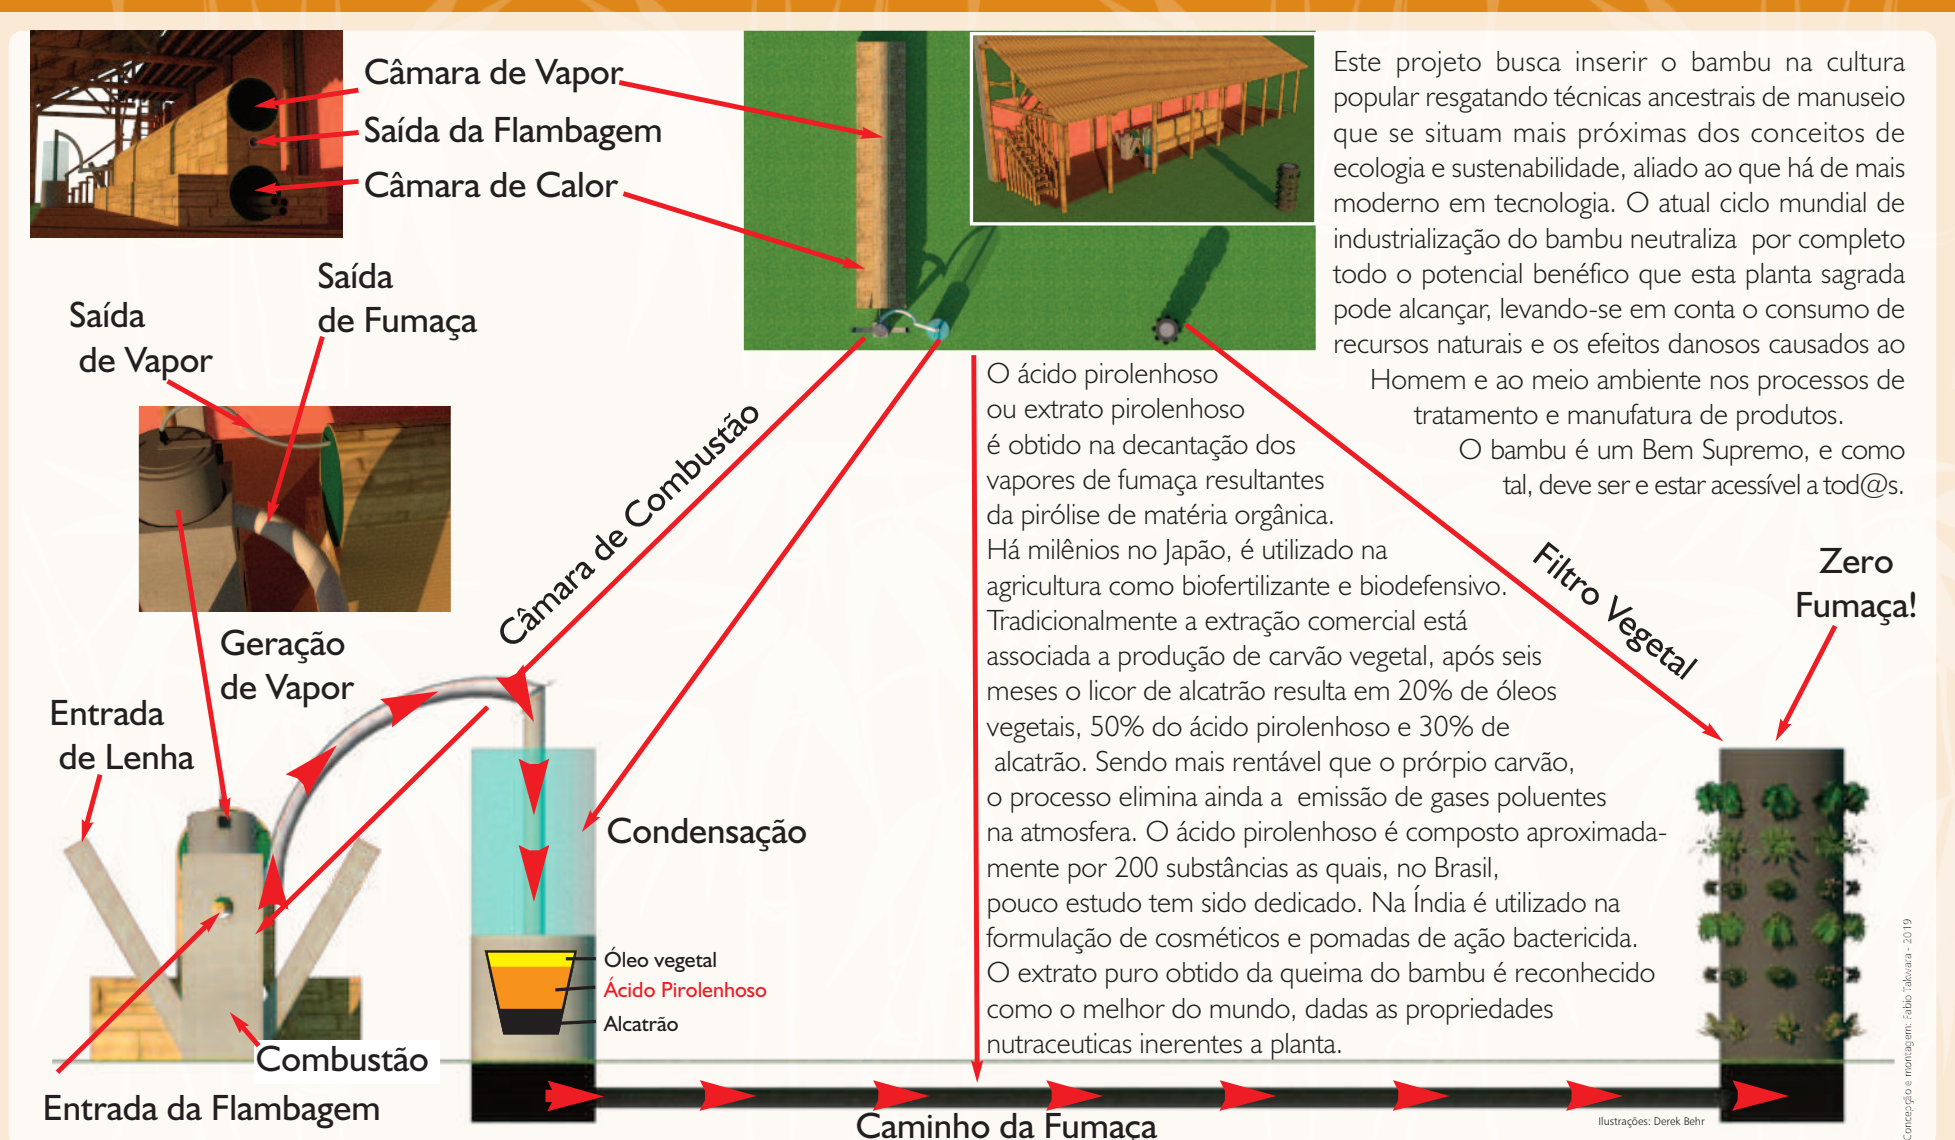 Câmara de Vapor
Saída da Flambagem
Câmara de Calor
Saída
de Fumaça
Saída
de Vapor
Geração
de Vapor
Entrada
de Lenha
Câmara de Combustão
Condensação
Óleo vegetal
Ácido Pirolenhoso
Alcatrão
Combustão
Entrada da Flambagem
Caminho da Fumaça
O ácido pirolenhoso
ou extrato pirolenhoso
é obtido na decantação dos
vapores de fumaça resultantes
da pirólise de matéria orgânica.
Há milênios no Japão, é utilizado na
agricultura como biofertilizante e biodefensivo.
Tradicionalmente a extração comercial está
associada a produção de carvão vegetal, após seis
meses o licor de alcatrão resulta em 20% de óleos
vegetais, 50% do ácido pirolenhoso e 30% de
alcatrão. Sendo mais rentável que o prórpio carvão,
o processo elimina ainda a emissão de gases poluentes
na atmosfera. O ácido pirolenhoso é composto aproximada-
mente por 200 substâncias as quais, no Brasil,
pouco estudo tem sido dedicado. Na Índia é utilizado na
formulação de cosméticos e pomadas de ação bactericida.
O extrato puro obtido da queima do bambu é reconhecido
como o melhor do mundo, dadas as propriedades
nutraceuticas inerentes a planta.
Este projeto busca inserir o bambu na cultura
popular resgatando técnicas ancestrais de manuseio
que se situam mais próximas dos conceitos de
ecologia e sustentabilidade, aliado ao que há de mais
moderno em tecnologia. O atual ciclo mundial de
industrialização do bambu neutraliza por completo
todo o potencial benéfico que esta planta sagrada
pode alcançar, levando-se em conta o consumo de
recursos naturais e os efeitos danosos causados ao
Homem e ao meio ambiente nos processos de
tratamento e manufatura de produtos.
O bambu é um Bem Supremo, e como
tal, deve ser e estar acessível a tod@s.
Filtro Vegetal
Zero
Fumaça!
Ilustrações: Derek Behr
Concepção e montagem: Fabio Takwara - 2019